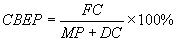 CBEP = FC / (MP + DC) × 100%